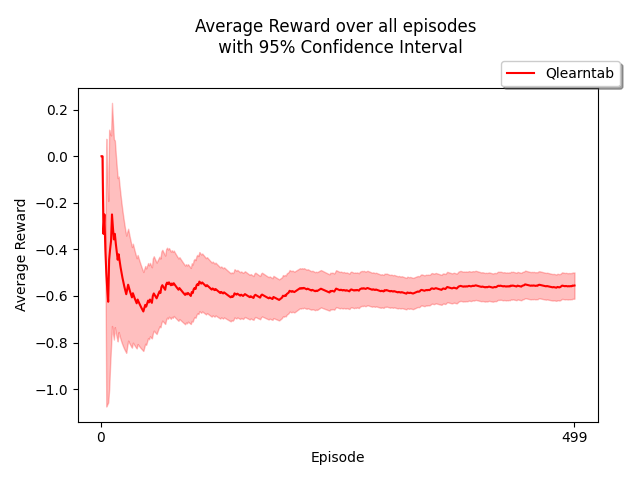 Average Reward over all episodes
with 95% Confidence Interval
Qlearntab
0.2
0.0
−0.2
−0.4
−0.6
−0.8
−1.0
Average Reward
0
499
Episode